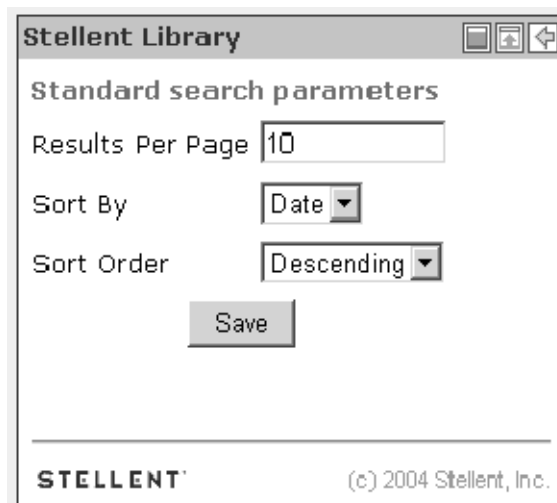 Stellent Library
Standard search parameters
Results Per Page 10
Sort By Date
Sort Order Descending
Save
STELLENT (c) 2004 Stellent, Inc.